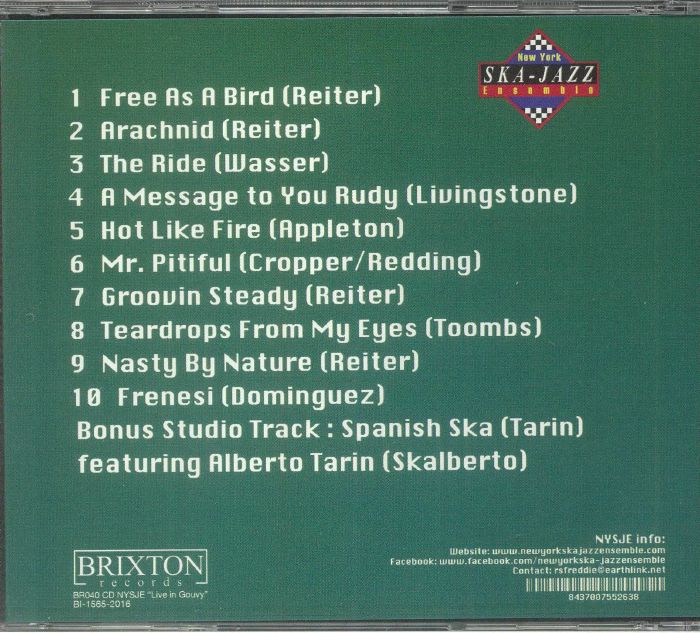 New York
SKA-JAZZ
Ensemble
1 Free As A Bird (Reiter)
2 Arachnid (Reiter)
3 The Ride (Wasser)
4 A Message to You Rudy (Livingstone)
5 Hot Like Fire (Appleton)
6 Mr. Pitiful (Cropper/Redding)
7 Groovin Steady (Reiter)
8 Teardrops From My Eyes (Toombs)
9 Nasty By Nature (Reiter)
10 Frenesi (Dominguez)
Bonus Studio Track : Spanish Ska (Tarin)
featuring Alberto Tarin (Skalberto)
BRIXTON
records
BR040 CD NYSJE "Live in Gouvy"
BI-1565-2016
NYSJE info:
Website: www.newyorkskajazzensemble.com
Facebook: www.facebook.com/newyorkska-jazzensemble
Contact: rsfreddie@earthlink.net
8437007552638